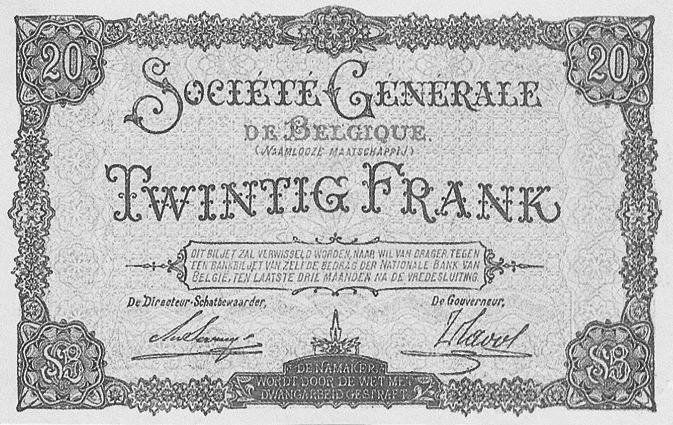 20 20
SOCIÉTÉ GÉNÉRALE
DE BELGIQUE.
(NAAMLOOZE MAATSCHAPPIJ)
TWINTIG FRANK
DIT BILJET ZAL VERWISSELD WORDEN, NAAR WIL VAN DRAGER, TEGEN
EEN BANKBILJET VAN ZELFDE BEDRAG DER NATIONALE BANK VAN
BELGIË, TEN LAATSTE DRIE MAANDEN NA DE VREDESLUITING.
De Directeur-Schatbewaarder, De Gouverneur,
DE NAMAKER
WORDT DOOR DE WET MET
DWANGARBEID GESTRAFT